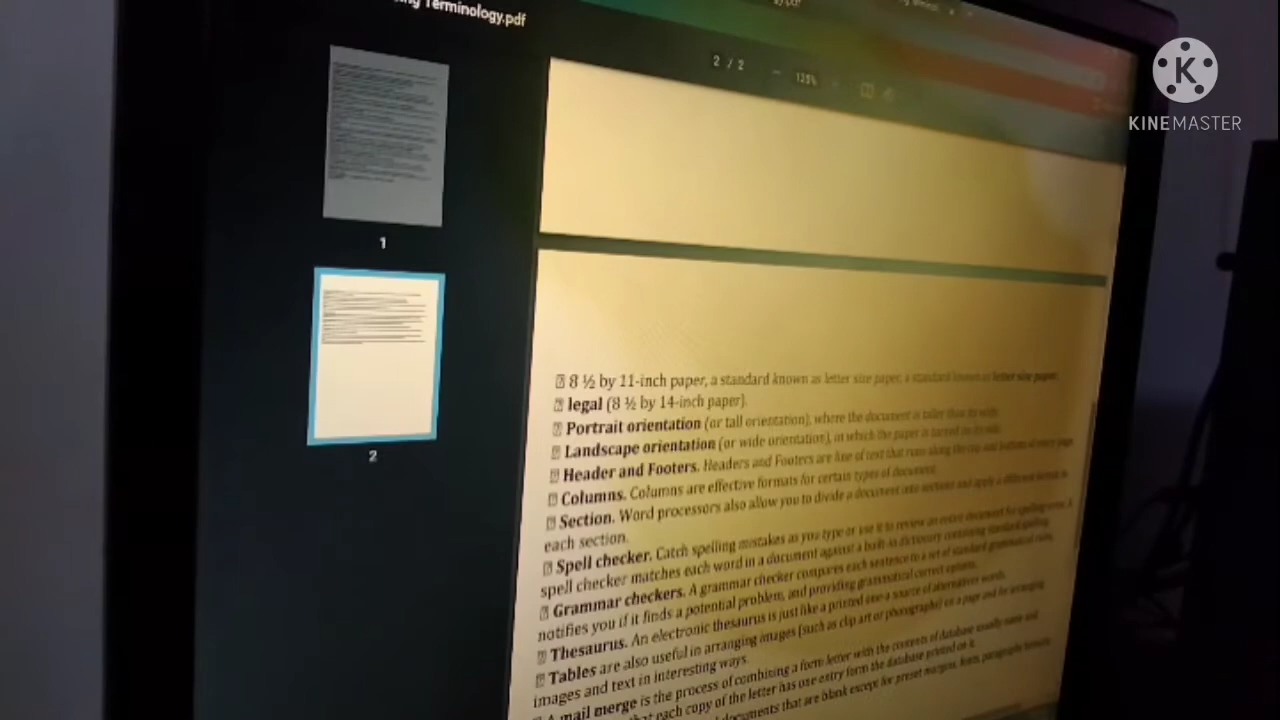 ing Terminology.pdf
2 / 2
125%
KINEMASTER
1
2
8 ½ by 11-inch paper, a standard known as letter size paper, a standard known as letter size paper.
legal (8 ½ by 14-inch paper).
Portrait orientation (or tall orientation), where the document is taller than its wide.
Landscape orientation (or wide orientation), in which the paper is turned on its side.
Header and Footers. Headers and Footers are line of text that runs along the top and bottom of every page
Columns. Columns are effective formats for certain types of document.
Section. Word processors also allow you to divide a document into sections and apply a different format to
each section.
Spell checker. Catch spelling mistakes as you type or use it to review an entire document for spelling errors. A
spell checker matches each word in a document against a built-in dictionary containing standard spelling.
Grammar checkers. A grammar checker compares each sentence to a set of standard grammatical rules,
notifies you if it finds a potential problem, and providing grammatical correct options.
Thesaurus. An electronic thesaurus is just like a printed one-a source of alternatives words.
Tables are also useful in arranging images (such as clip art or photographs) on a page and for arranging
images and text in interesting ways.
A mail merge is the process of combining a form letter with the contents of database usually name and
that each copy of the letter has one entry form the database printed on it.
documents that are blank except for preset margins, fonts, paragraphs formats